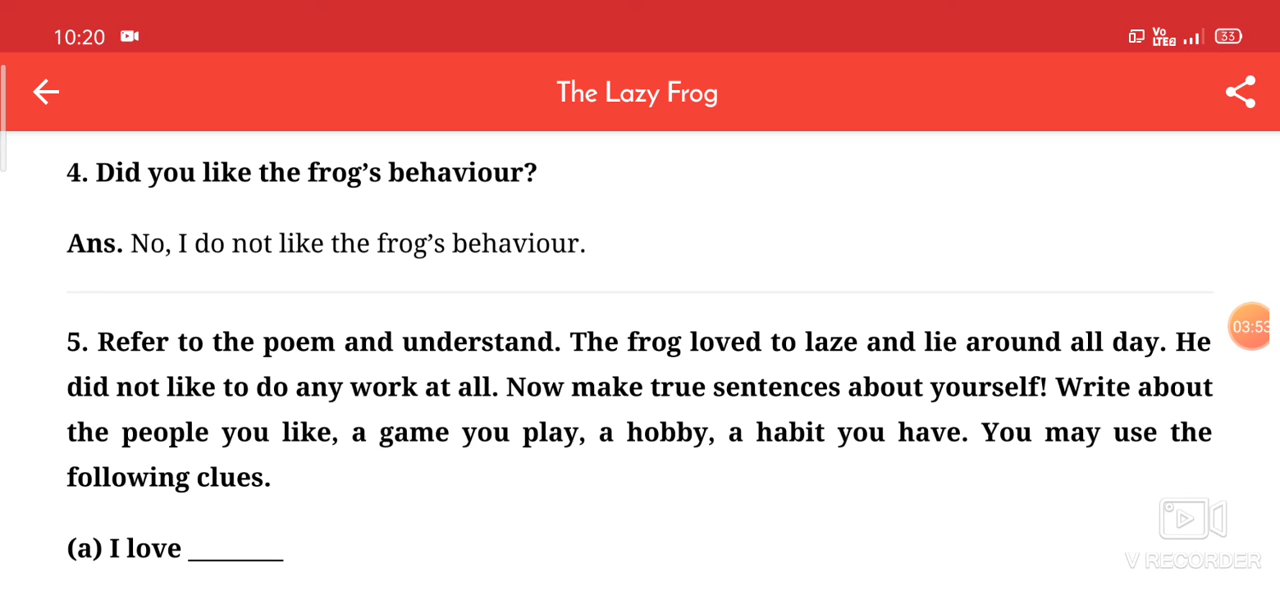 10:20
Vo
LTE2
33
The Lazy Frog
4. Did you like the frog’s behaviour?
Ans. No, I do not like the frog’s behaviour.
03:53
5. Refer to the poem and understand. The frog loved to laze and lie around all day. He
did not like to do any work at all. Now make true sentences about yourself! Write about
the people you like, a game you play, a hobby, a habit you have. You may use the
following clues.
(a) I love _______
V RECORDER